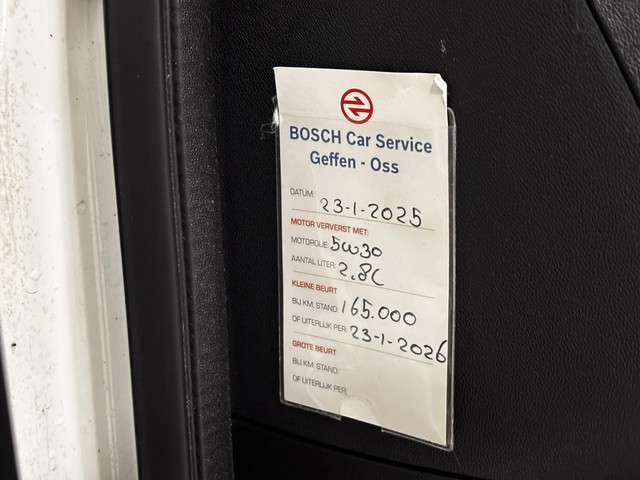 BOSCH Car Service
Geffen - Oss
DATUM: 23-1-2025
MOTOR VERVERST MET:
MOTOROLIE: 5w30
AANTAL LITER: 2.8L
KLEINE BEURT
BIJ KM. STAND: 165.000
OF UITERLIJK PER: 23-1-2026
GROTE BEURT
BIJ KM. STAND:
OF UITERLIJK PER: